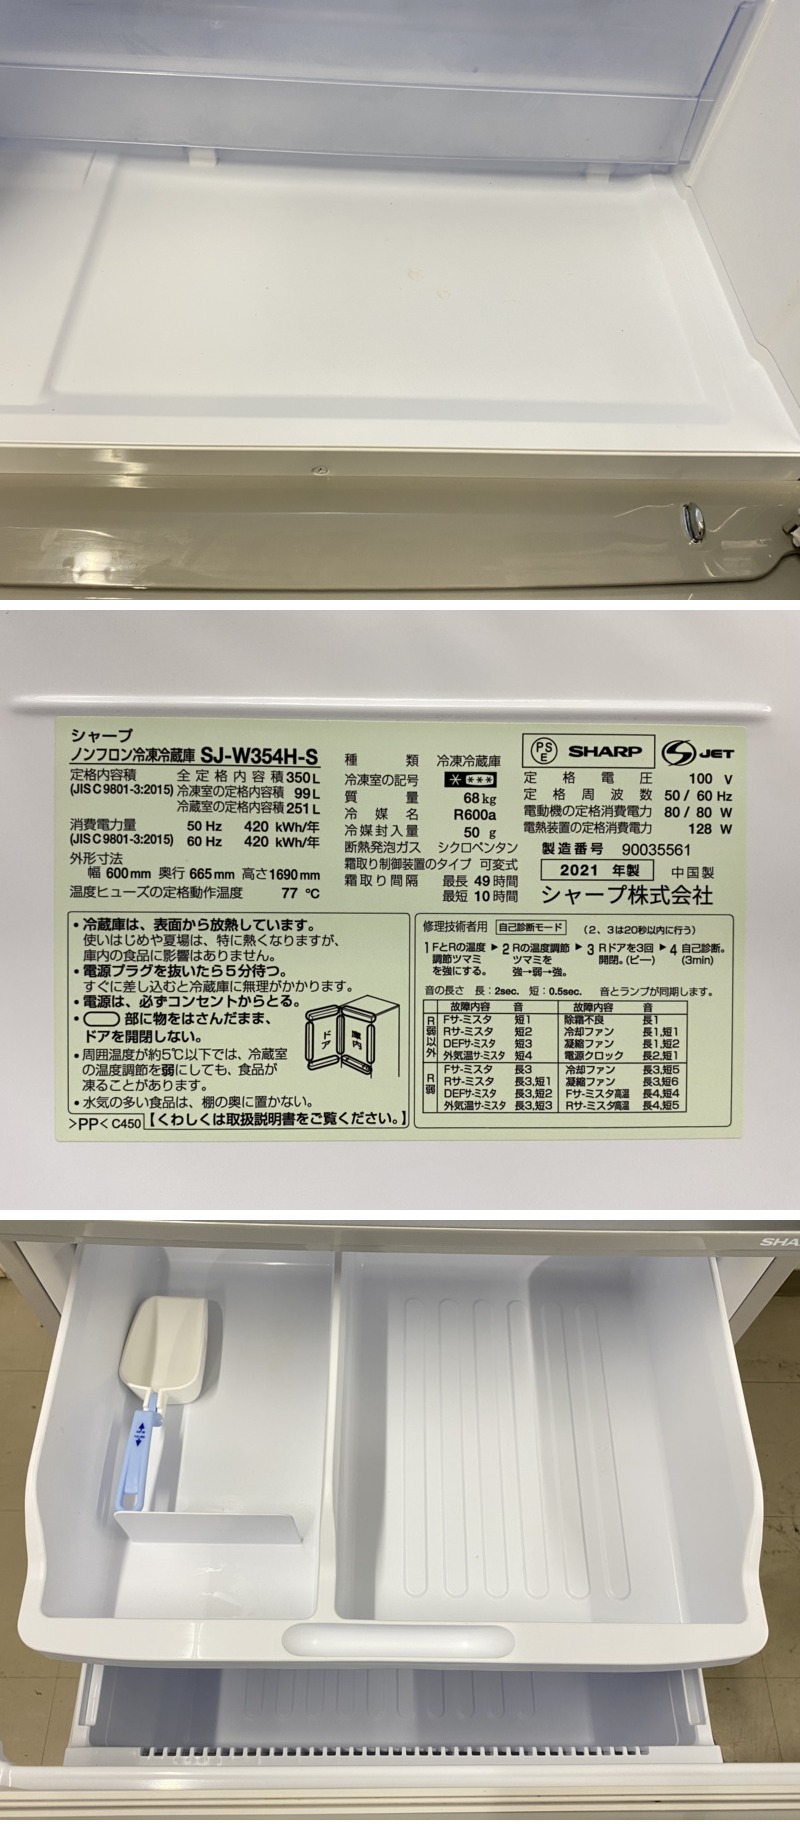 シャープ
ノンフロン冷凍冷蔵庫 SJ-W354H-S
定格内容積 全定格内容積 350L
(JIS C 9801-3:2015) 冷凍室の定格内容積 99L
冷蔵室の定格内容積 251L
消費電力量 50 Hz 420 kWh/年
(JIS C 9801-3:2015) 60 Hz 420 kWh/年
外形寸法
幅 600mm 奥行 665mm 高さ1690mm
温度ヒューズの定格動作温度 77 ℃
種類 冷凍冷蔵庫
冷凍室の記号 * ***
質量 68kg
冷媒名 R600a
冷媒封入量 50 g
断熱発泡ガス シクロペンタン
霜取り制御装置のタイプ 可変式
霜取り間隔 最長 49時間
最短 10時間
PS E SHARP S JET
定格電圧 100 V
定格周波数 50 / 60 Hz
電動機の定格消費電力 80 / 80 W
電熱装置の定格消費電力 128 W
製造番号 90035561
2021 年製 中国製
シャープ株式会社
・冷蔵庫は、表面から放熱しています。
使いはじめや夏場は、特に熱くなりますが、
庫内の食品に影響はありません。
・電源プラグを抜いたら5分待つ。
すぐに差し込むと冷蔵庫に無理がかかります。
・電源は、必ずコンセントからとる。
・部に物をはさんだまま、
ドアを開閉しない。
ドア 庫内
・周囲温度が約5℃以下では、冷蔵室
の温度調節を弱にしても、食品が
凍ることがあります。
・水気の多い食品は、棚の奥に置かない。
>PP< C450 【くわしくは取扱説明書をご覧ください。】
修理技術者用 自己診断モード (2、3は20秒以内に行う)
1 FとRの温度調節ツマミを強にする。 ▶ 2 Rの温度調節ツマミを強→弱→強。 ▶ 3 Rドアを3回開閉。(ピー) ▶ 4 自己診断。(3min)
音の長さ 長：2sec. 短：0.5sec. 音とランプが同期します。
故障内容 音 故障内容 音
R弱以外
Fサ-ミスタ 短1 除霜不良 長1
Rサ-ミスタ 短2 冷却ファン 長1,短1
DEFサ-ミスタ 短3 凝縮ファン 長1,短2
外気温サ-ミスタ 短4 電源クロック 長2,短1
R弱
Fサ-ミスタ 長3 冷却ファン 長3,短5
Rサ-ミスタ 長3,短1 凝縮ファン 長3,短6
DEFサ-ミスタ 長3,短2 Fサ-ミスタ高温 長4,短4
外気温サ-ミスタ 長3,短3 Rサ-ミスタ高温 長4,短5
SHA